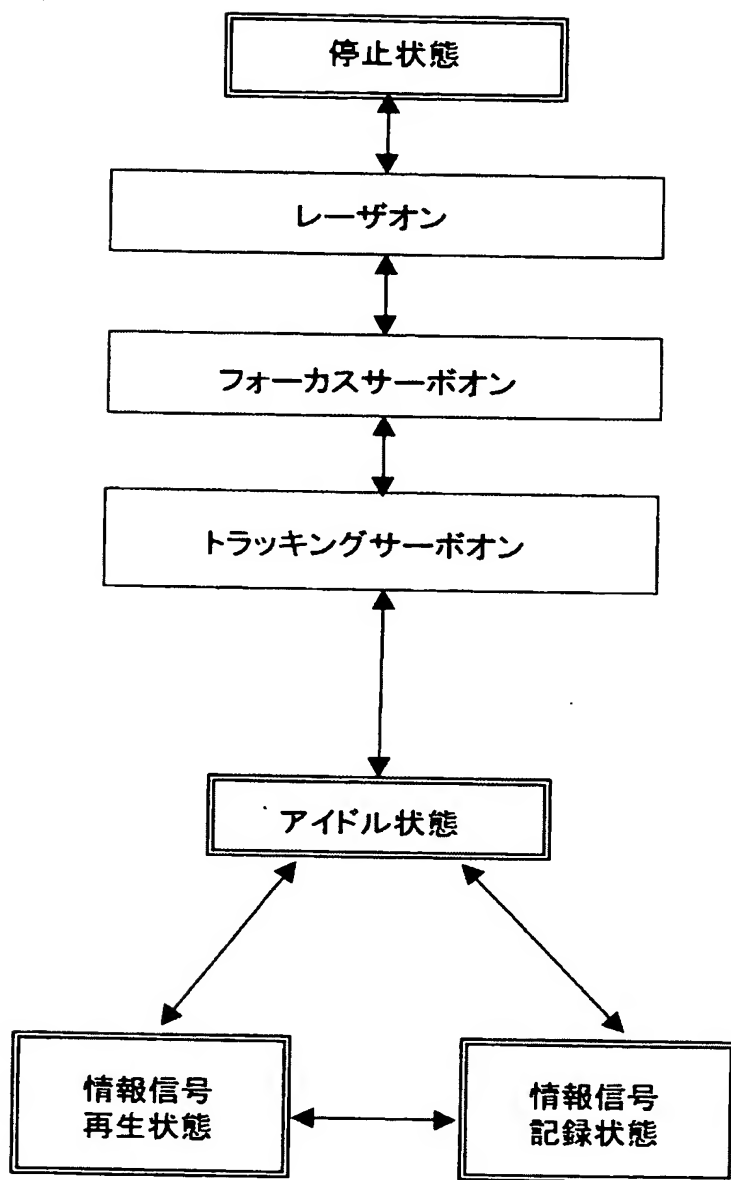 停止状態
レーザオン
フォーカスサーボオン
トラッキングサーボオン
アイドル状態
情報信号
再生状態
情報信号
記録状態